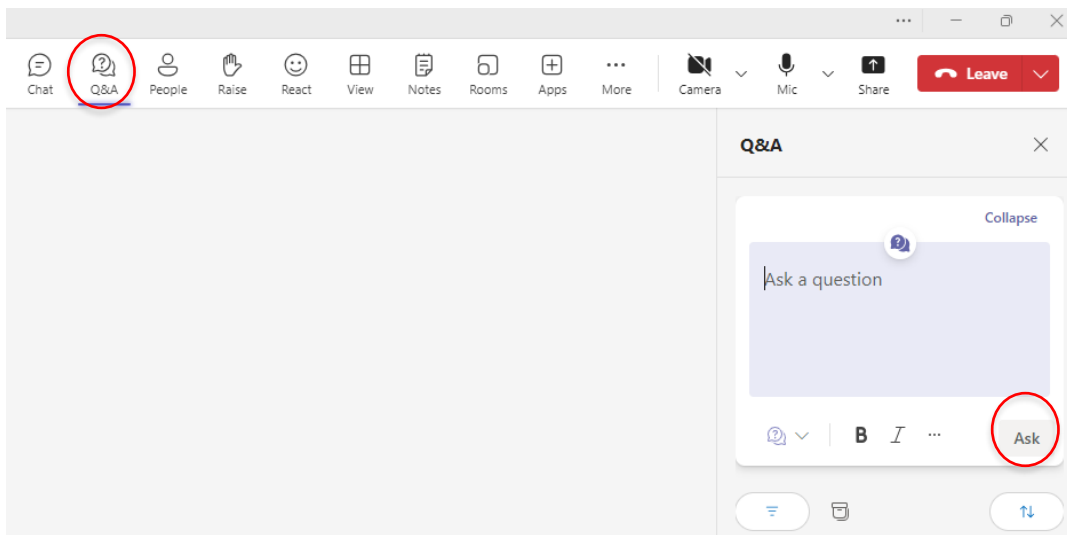 Chat Q&A People Raise React View Notes Rooms Apps More Camera Mic Share Leave
Q&A
Collapse
Ask a question
B I ... Ask